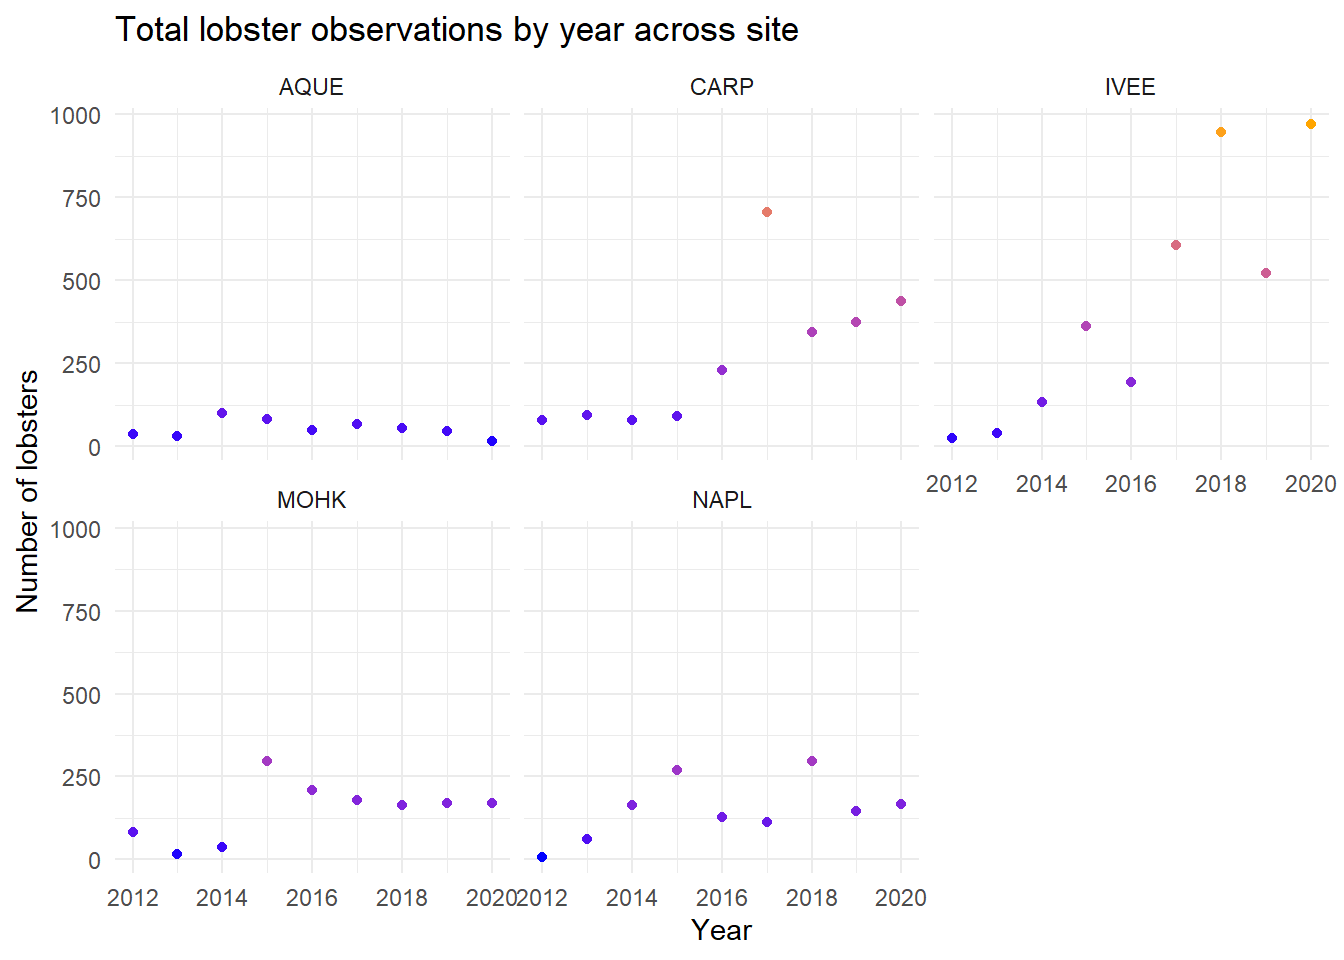 Total lobster observations by year across site
AQUE CARP IVEE
1000
750
500
250
0
2012 2014 2016 2018 2020
MOHK NAPL
1000
750
500
250
0
2012 2014 2016 2018 2020 2012 2014 2016 2018 2020
Number of lobsters
Year